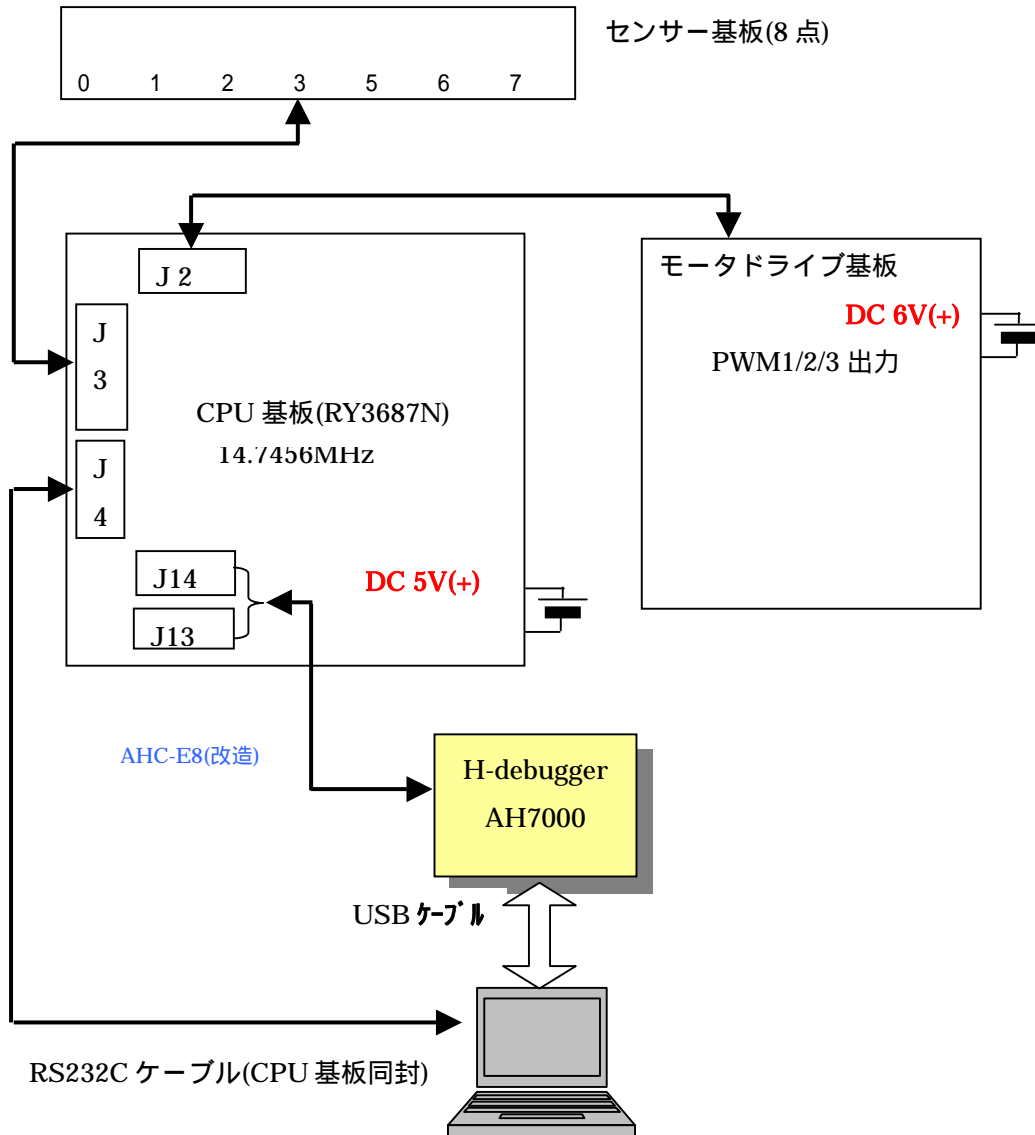 センサー基板(8 点)
0 1 2 3 5 6 7
J 2
モータドライブ基板
DC 6V(+)
PWM1/2/3 出力
J
3
CPU 基板(RY3687N)
14.7456MHz
J
4
J14
DC 5V(+)
J13
AHC-E8(改造)
H-debugger
AH7000
USB ｹｰﾌﾞﾙ
RS232C ケーブル(CPU 基板同封)